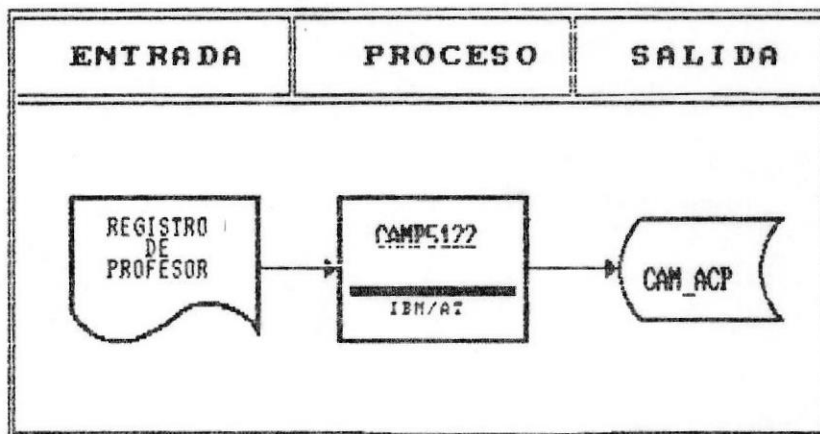 ENTRADA PROCESO SALIDA
REGISTRO
DE
PROFESOR
CAMP5122
IBM/AT
CAM_ACP